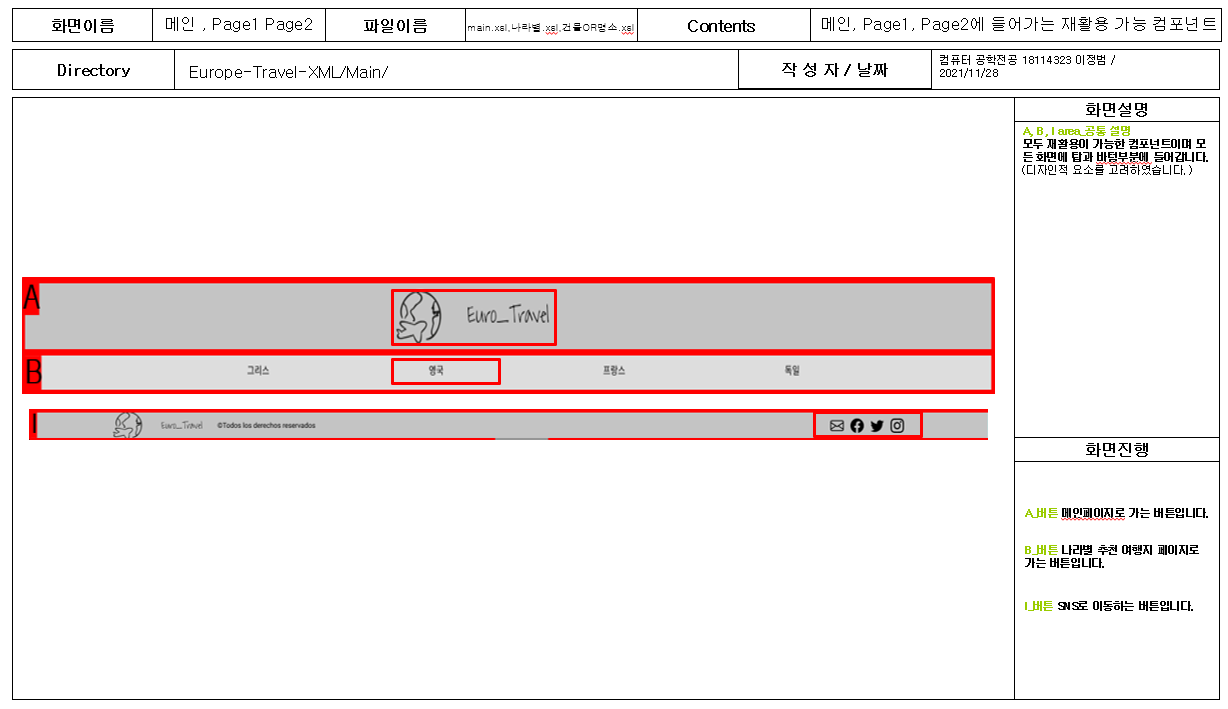 화면이름
메인 , Page1 Page2
파일이름
main.xsl,나라별.xsl,건물OR명소.xsl
Contents
메인, Page1, Page2에 들어가는 재활용 가능 컴포넌트
Directory
Europe-Travel-XML/Main/
작 성 자 / 날짜
컴퓨터 공학전공 18114323 이정범 /
2021/11/28
화면설명
A, B , I area_공통 설명
모두 재활용이 가능한 컴포넌트이며 모
든 화면에 탑과 바텀부분에 들어갑니다.
(디자인적 요소를 고려하였습니다.)
A
Euro_Travel
B
그리스 영국 프랑스 독일
I
Euro_Travel ©Todos los derechos reservados
화면진행
A_버튼 메인페이지로 가는 버튼입니다.
B_버튼 나라별 추천 여행지 페이지로
가는 버튼입니다.
I_버튼 SNS로 이동하는 버튼입니다.